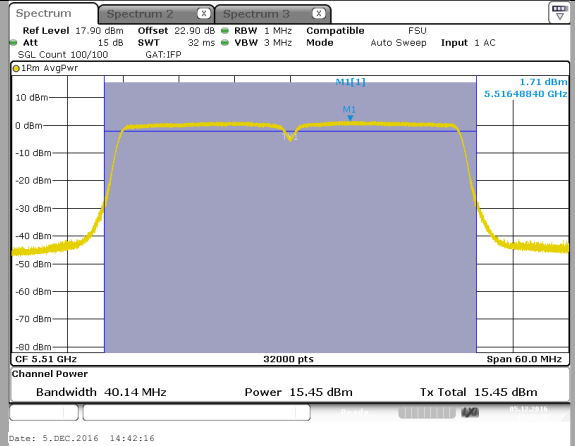 Spectrum Spectrum 2 X Spectrum 3 X
Ref Level 17.90 dBm Offset 22.90 dB RBW 1 MHz Compatible FSU
Att 15 dB SWT 32 ms VBW 3 MHz Mode Auto Sweep Input 1 AC
SGL Count 100/100 GAT:IFP
1Rm AvgPwr
M1[1] 1.71 dBm
5.51648840 GHz
10 dBm
M1
0 dBm
-10 dBm
-20 dBm
-30 dBm
-40 dBm
-50 dBm
-60 dBm
-70 dBm
-80 dBm
CF 5.51 GHz 32000 pts Span 60.0 MHz
Channel Power
Bandwidth 40.14 MHz Power 15.45 dBm Tx Total 15.45 dBm
Ready 05.12.2016
Date: 5.DEC.2016 14:42:16